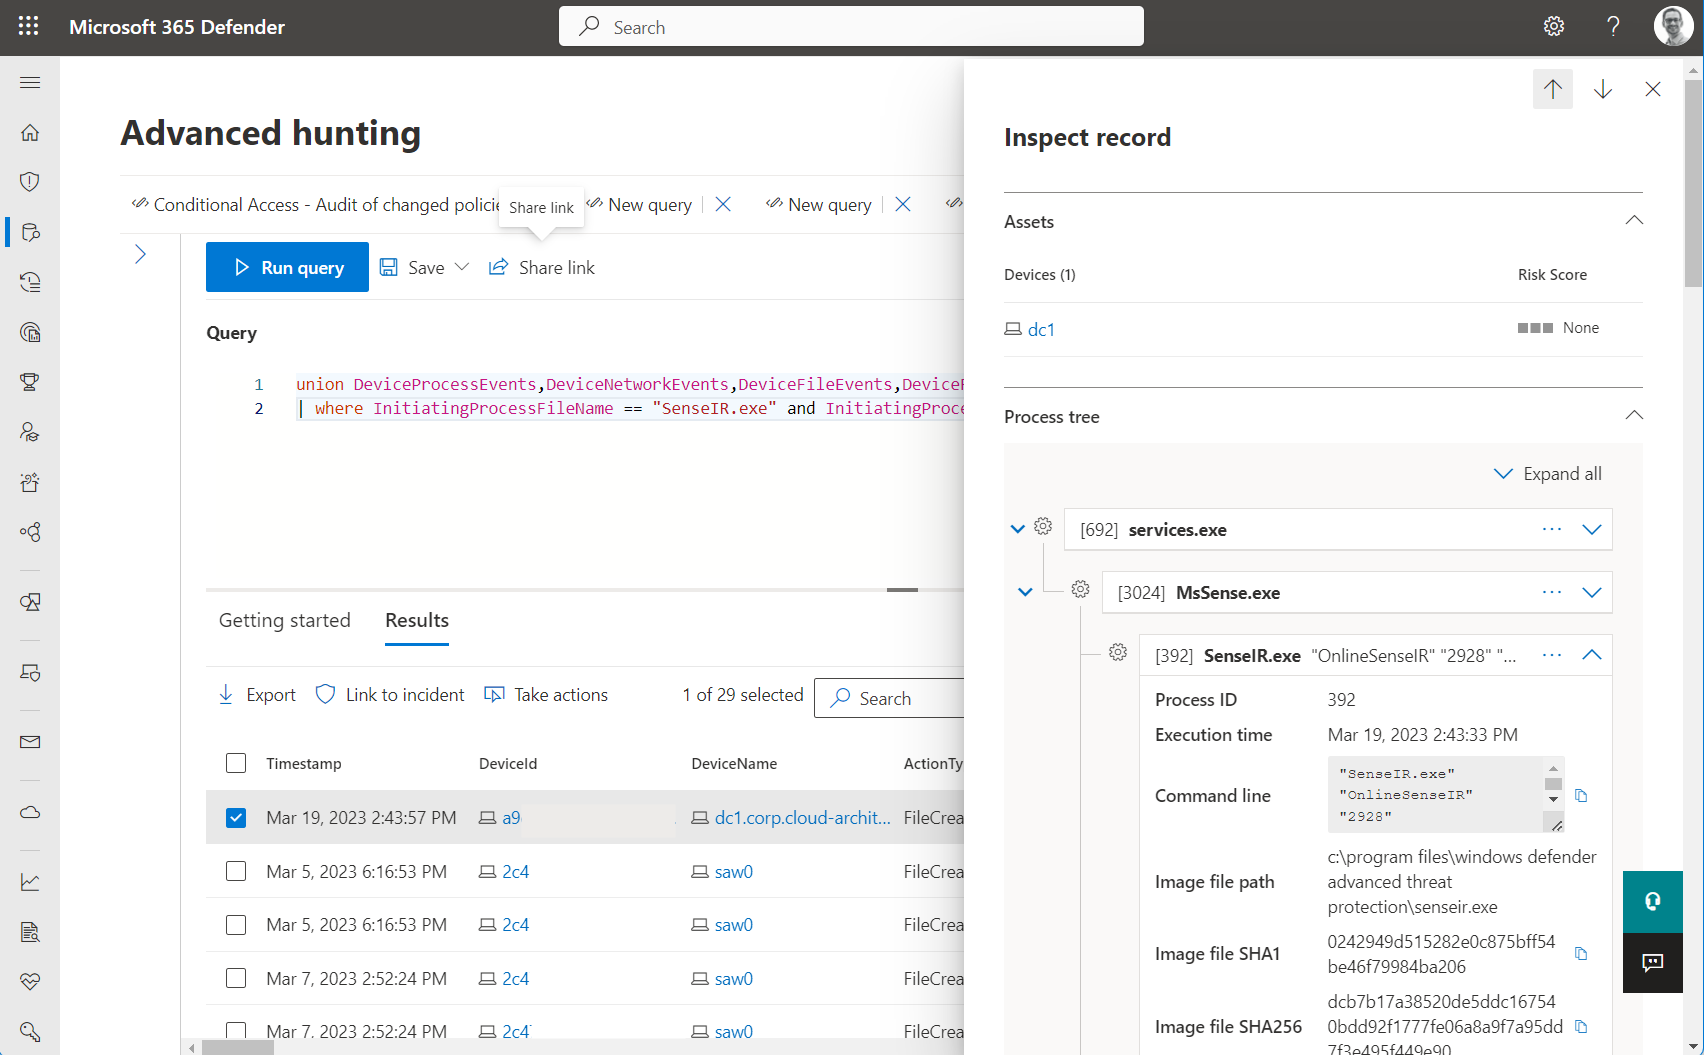 Microsoft 365 Defender
Search
Advanced hunting
Conditional Access - Audit of changed policie
Share link
New query
New query
Run query
Save
Share link
Query
1 union DeviceProcessEvents,DeviceNetworkEvents,DeviceFileEvents,DeviceF
2 | where InitiatingProcessFileName == "SenseIR.exe" and InitiatingProce
Getting started
Results
Export
Link to incident
Take actions
1 of 29 selected
Search
Timestamp DeviceId DeviceName ActionTy
Mar 19, 2023 2:43:57 PM a9 dc1.corp.cloud-archit... FileCrea
Mar 5, 2023 6:16:53 PM 2c4 saw0 FileCrea
Mar 5, 2023 6:16:53 PM 2c4 saw0 FileCrea
Mar 7, 2023 2:52:24 PM 2c4 saw0 FileCrea
Mar 7, 2023 2:52:24 PM 2c4 saw0 FileCrea
Inspect record
Assets
Devices (1) Risk Score
dc1 None
Process tree
Expand all
[692] services.exe
[3024] MsSense.exe
[392] SenseIR.exe "OnlineSenseIR" "2928" "...
Process ID 392
Execution time Mar 19, 2023 2:43:33 PM
Command line
"SenseIR.exe"
"OnlineSenseIR"
"2928"
Image file path
c:\program files\windows defender
advanced threat
protection\senseir.exe
Image file SHA1
0242949d515282e0c875bff54
be46f79984ba206
Image file SHA256
dcb7b17a38520de5ddc16754
0bdd92f1777fe06a8a9f7a95dd
7f3e495f449e90